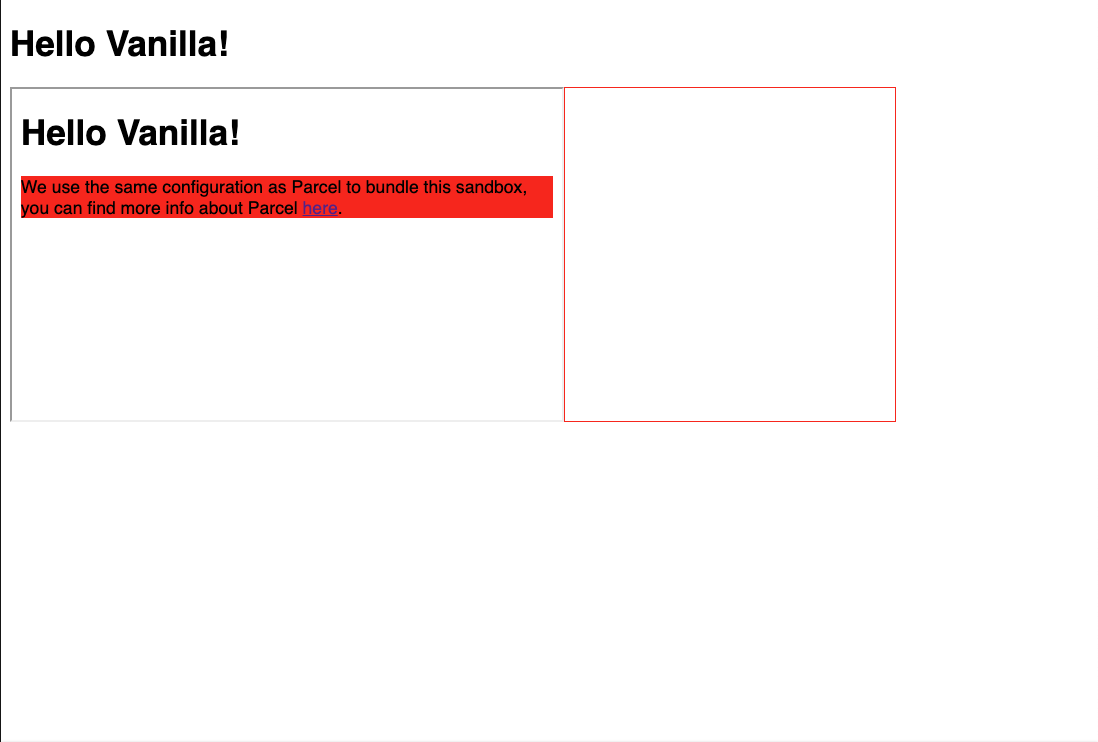 Hello Vanilla!
Hello Vanilla!
We use the same configuration as Parcel to bundle this sandbox,
you can find more info about Parcel here.